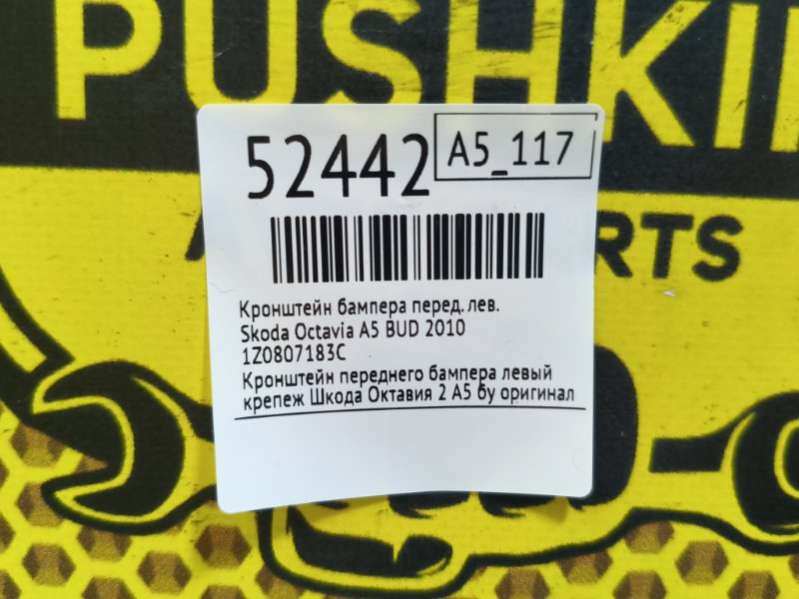 PUSHKIN
52442
A5_117
RTS
Кронштейн бампера перед. лев.
Skoda Octavia A5 BUD 2010
1Z0807183C
Кронштейн переднего бампера левый
крепеж Шкода Октавия 2 А5 бу оригинал